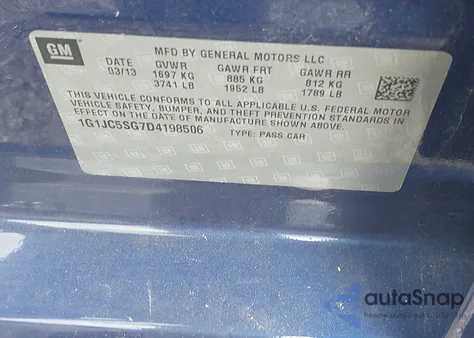 GM
MFD BY GENERAL MOTORS LLC
DATE GVWR GAWR FRT GAWR RR
03/13 1697 KG 885 KG 812 KG
3741 LB 1952 LB 1789 LB
THIS VEHICLE CONFORMS TO ALL APPLICABLE U.S. FEDERAL MOTOR
VEHICLE SAFETY, BUMPER, AND THEFT PREVENTION STANDARDS IN
EFFECT ON THE DATE OF MANUFACTURE SHOWN ABOVE.
1G1JC5SG7D4198506 TYPE: PASS CAR
autoSnap